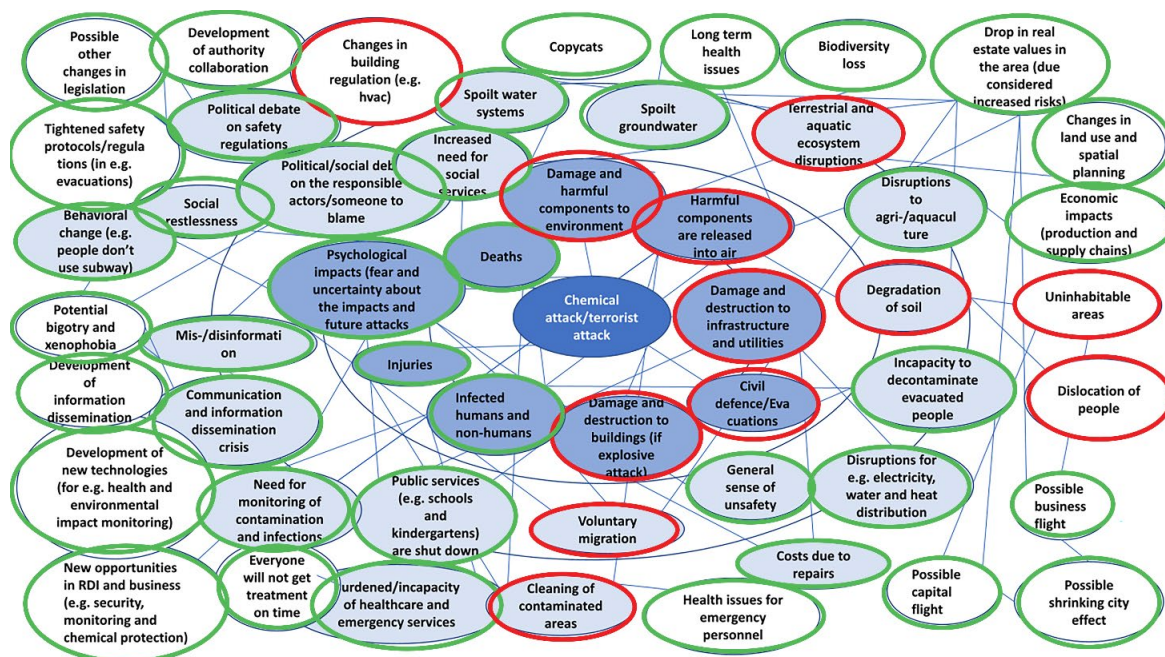 Possible
other
changes in
legislation
Development
of authority
collaboration
Changes in
building
regulation (e.g.
hvac)
Copycats
Long term
health
issues
Biodiversity
loss
Drop in real
estate values in
the area (due
considered
increased risks)
Tightened safety
protocols/regula
tions (in e.g.
evacuations)
Political debate
on safety
regulations
Spoilt water
systems
Spoilt
groundwater
Terrestrial and
aquatic
ecosystem
disruptions
Changes in
land use and
spatial
planning
Behavioral
change (e.g.
people don't
use subway)
Social
restlessness
Political/social deb
on the responsible
actors/someone to
blame
Increased
need for
social
services
Damage and
harmful
components to
environment
Harmful
components
are released
into air
Disruptions
to
agri-/aquacul
ture
Economic
impacts
(production and
supply chains)
Psychological
impacts (fear and
uncertainty about
the impacts and
future attacks
Deaths
Chemical
attack/terrorist
attack
Damage and
destruction to
infrastructure
and utilities
Degradation
of soil
Uninhabitable
areas
Potential
bigotry and
xenophobia
Mis-/disinformati
on
Injuries
Development of
information
dissemination
Communication
and information
dissemination
crisis
Infected
humans and
non-humans
Damage and
destruction to
buildings (if
explosive
attack)
Civil
defence/Eva
cuations
Incapacity to
decontaminate
evacuated
people
Dislocation of
people
Development of
new technologies
(for e.g. health and
environmental
impact monitoring)
Need for
monitoring of
contamination
and infections
Public services
(e.g. schools
and
kindergartens)
are shut down
Voluntary
migration
General
sense of
unsafety
Disruptions for
e.g. electricity,
water and heat
distribution
Possible
business
flight
New opportunities
in RDI and business
(e.g. security,
monitoring and
chemical protection)
Everyone
will not get
treatment
on time
urdened/incapacity
of healthcare and
emergency services
Cleaning of
contaminated
areas
Health issues for
emergency
personnel
Costs due to
repairs
Possible
capital
flight
Possible
shrinking city
effect